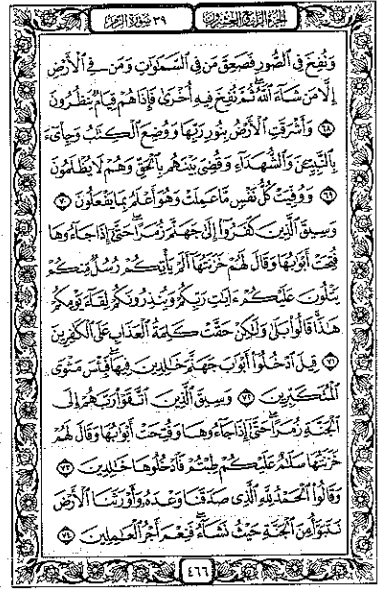 الجزء الرابع والعشرون
٣٩ سورة الزمر
وَنُفِخَ فِي الصُّورِ فَصَعِقَ مَن فِي السَّمَٰوَٰتِ وَمَن فِي الْأَرْضِ
إِلَّا مَن شَاءَ اللَّهُ ثُمَّ نُفِخَ فِيهِ أُخْرَىٰ فَإِذَا هُمْ قِيَامٌ يَنظُرُونَ
٦٨ وَأَشْرَقَتِ الْأَرْضُ بِنُورِ رَبِّهَا وَوُضِعَ الْكِتَٰبُ وَجِاْيٓءَ
بِالنَّبِيِّـۧنَ وَالشُّهَدَاءِ وَقُضِيَ بَيْنَهُم بِالْحَقِّ وَهُمْ لَا يُظْلَمُونَ
٦٩ وَوُفِّيَتْ كُلُّ نَفْسٍ مَّا عَمِلَتْ وَهُوَ أَعْلَمُ بِمَا يَفْعَلُونَ ٧٠
وَسِيقَ الَّذِينَ كَفَرُوا إِلَىٰ جَهَنَّمَ زُمَرًا حَتَّىٰ إِذَا جَاءُوهَا
فُتِحَتْ أَبْوَٰبُهَا وَقَالَ لَهُمْ خَزَنَتُهَا أَلَمْ يَأْتِكُمْ رُسُلٌ مِّنكُمْ
يَتْلُونَ عَلَيْكُمْ ءَايَٰتِ رَبِّكُمْ وَيُنذِرُونَكُمْ لِقَاءَ يَوْمِكُمْ
هَٰذَا قَالُوا بَلَىٰ وَلَٰكِنْ حَقَّتْ كَلِمَةُ الْعَذَابِ عَلَى الْكَٰفِرِينَ
٧١ قِيلَ ادْخُلُوا أَبْوَٰبَ جَهَنَّمَ خَٰلِدِينَ فِيهَا فَبِئْسَ مَثْوَى
الْمُتَكَبِّرِينَ ٧٢ وَسِيقَ الَّذِينَ اتَّقَوْا رَبَّهُمْ إِلَى
الْجَنَّةِ زُمَرًا حَتَّىٰ إِذَا جَاءُوهَا وَفُتِحَتْ أَبْوَٰبُهَا وَقَالَ لَهُمْ
خَزَنَتُهَا سَلَٰمٌ عَلَيْكُمْ طِبْتُمْ فَادْخُلُوهَا خَٰلِدِينَ ٧٣
وَقَالُوا الْحَمْدُ لِلَّهِ الَّذِي صَدَقَنَا وَعْدَهُ وَأَوْرَثَنَا الْأَرْضَ
نَتَبَوَّأُ مِنَ الْجَنَّةِ حَيْثُ نَشَاءُ فَنِعْمَ أَجْرُ الْعَٰمِلِينَ ٧٤
٤٦٦